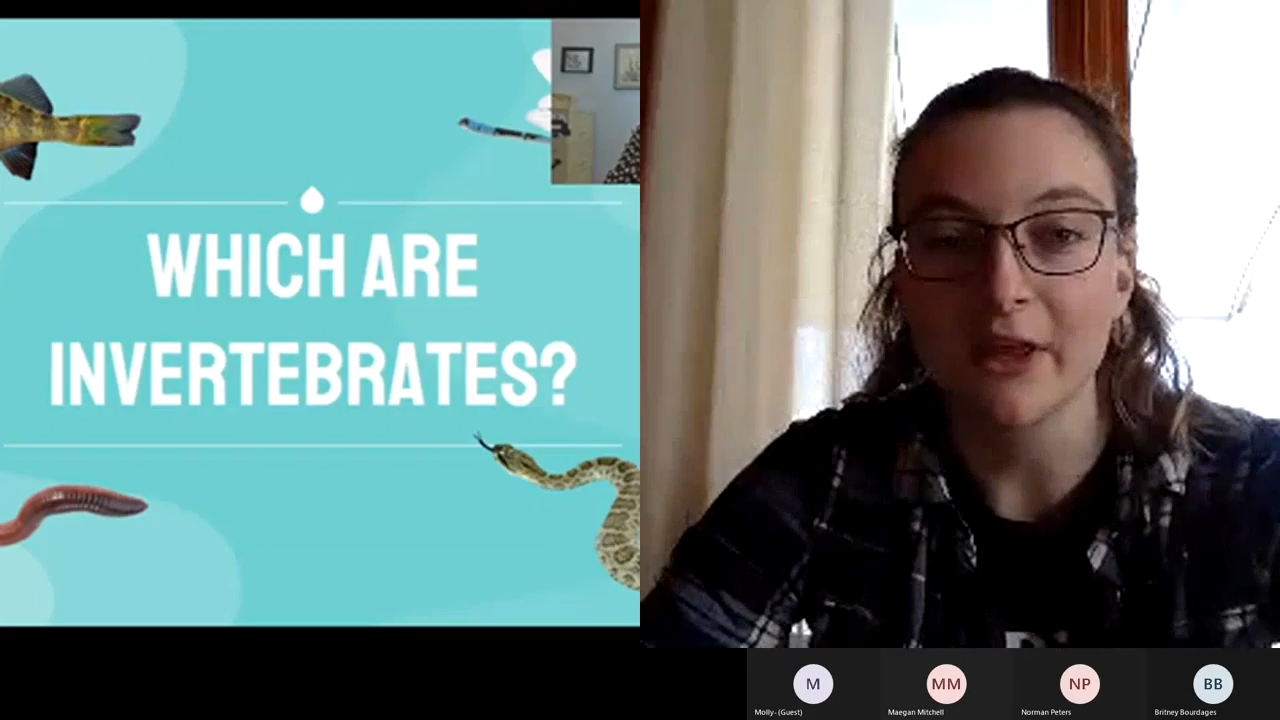 WHICH ARE
INVERTEBRATES?
M
MM
NP
BB
Molly- (Guest)
Maegan Mitchell
Norman Peters
Britney Bourdages